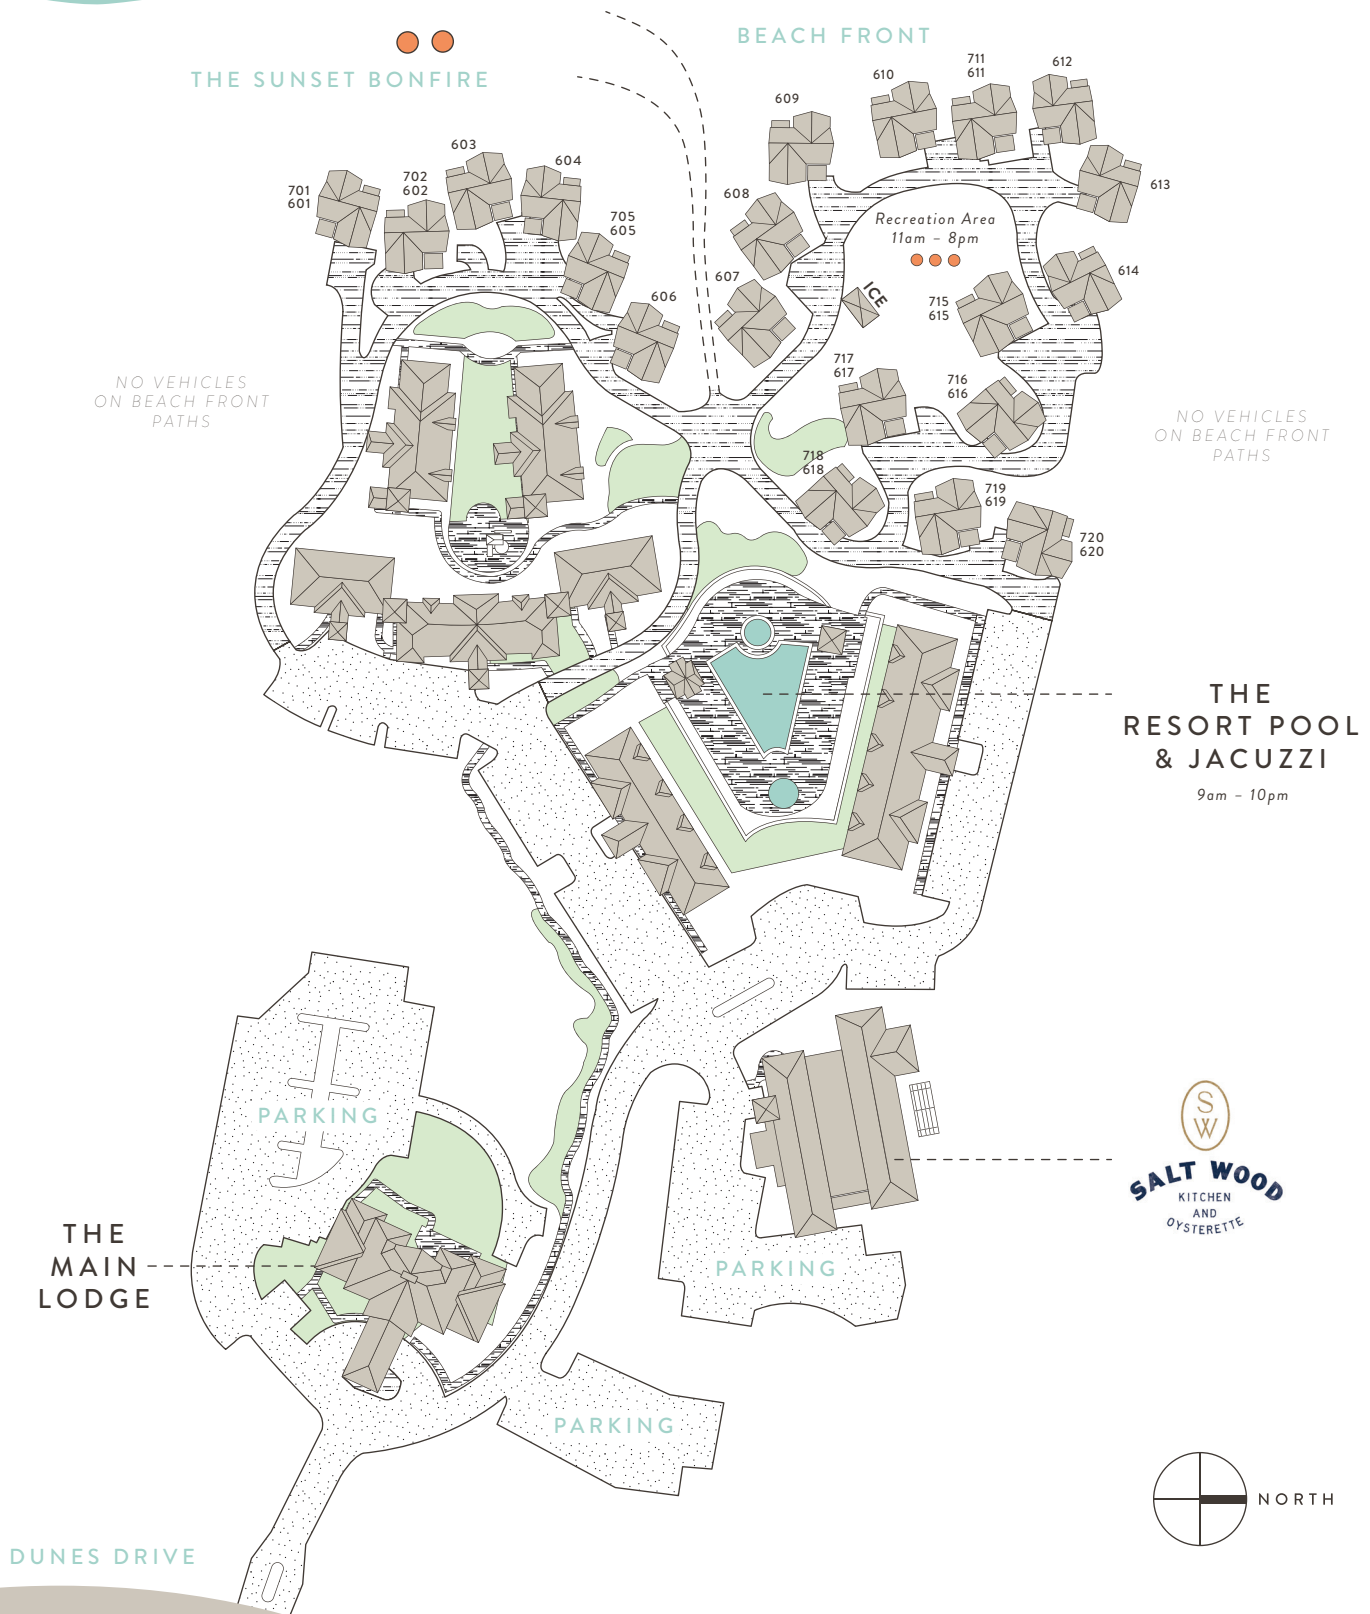 BEACH FRONT
THE SUNSET BONFIRE
711
611
612
610
609
603
604
702
602
701
601
613
608
705
605
Recreation Area
11am – 8pm
614
607
606
ICE
715
615
717
617
716
616
NO VEHICLES
ON BEACH FRONT
PATHS
NO VEHICLES
ON BEACH FRONT
PATHS
718
618
719
619
720
620
THE
RESORT POOL
& JACUZZI
9am – 10pm
PARKING
SW
SALT WOOD
KITCHEN
AND
OYSTERETTE
THE
MAIN
LODGE
PARKING
PARKING
NORTH
DUNES DRIVE